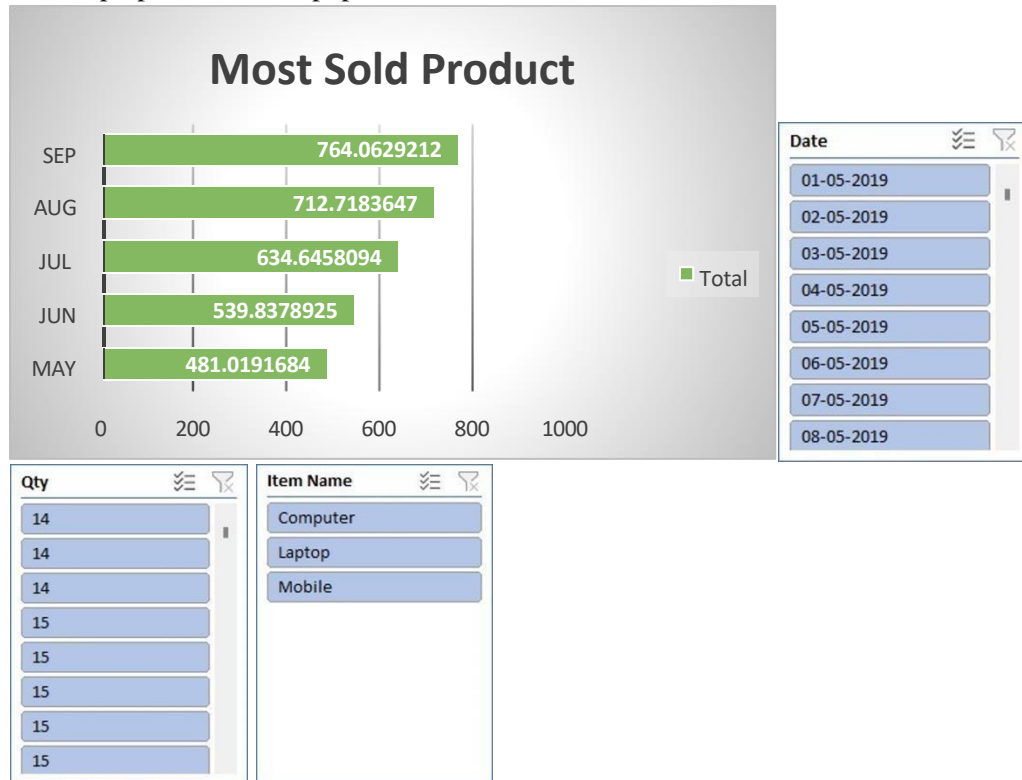 Most Sold Product
SEP 764.0629212
AUG 712.7183647
JUL 634.6458094
JUN 539.8378925
MAY 481.0191684
0 200 400 600 800 1000
Total
Date
01-05-2019
02-05-2019
03-05-2019
04-05-2019
05-05-2019
06-05-2019
07-05-2019
08-05-2019
Qty
14
14
14
15
15
15
15
15
Item Name
Computer
Laptop
Mobile